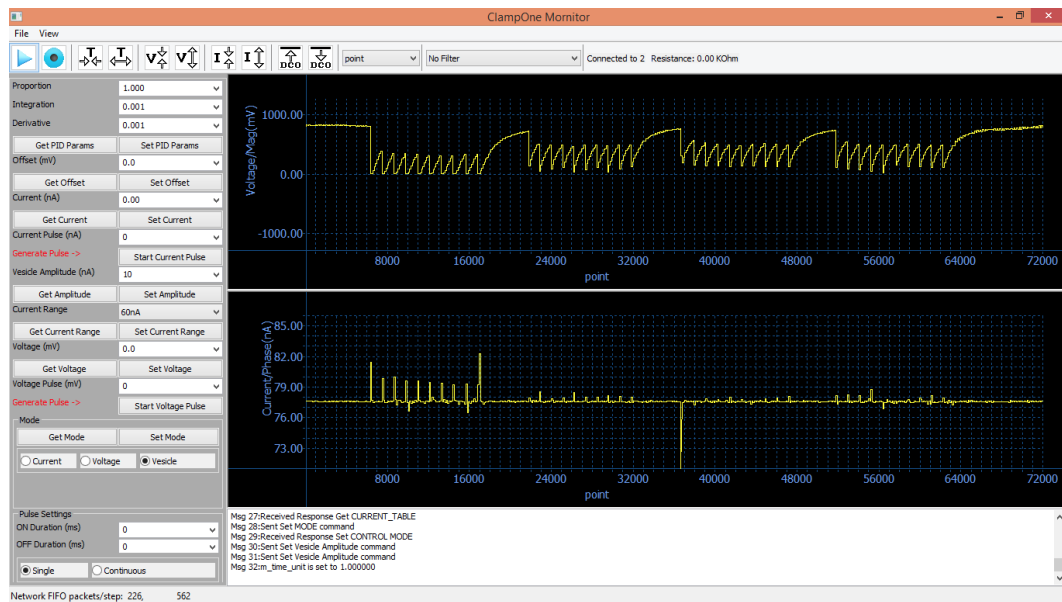 ClampOne Mornitor
File View
T T V V I I DCO DCO point No Filter Connected to 2 Resistance: 0.00 KOhm
Proportion 1.000
Integration 0.001
Derivative 0.001
Get PID Params Set PID Params
Offset (mV) 0.0
Get Offset Set Offset
Current (nA) 0.00
Get Current Set Current
Current Pulse (nA) 0
Generate Pulse -> Start Current Pulse
Vesicle Amplitude (nA) 10
Get Amplitude Set Amplitude
Current Range 60nA
Get Current Range Set Current Range
Voltage (mV) 0.0
Get Voltage Set Voltage
Voltage Pulse (mV) 0
Generate Pulse -> Start Voltage Pulse
Mode
Get Mode Set Mode
Current Voltage Vesicle
Pulse Settings
ON Duration (ms) 0
OFF Duration (ms) 0
Single Continuous
Voltage/Mag(mV)
1000.00
0.00
-1000.00
8000 16000 24000 32000 40000 48000 56000 64000 72000
point
Current/Phase(nA)
85.00
82.00
79.00
76.00
73.00
8000 16000 24000 32000 40000 48000 56000 64000 72000
point
Msg 27:Received Response Get CURRENT_TABLE
Msg 28:Sent Set MODE command
Msg 29:Received Response Set CONTROL MODE
Msg 30:Sent Set Vesicle Amplitude command
Msg 31:Sent Set Vesicle Amplitude command
Msg 32:m_time_unit is set to 1.000000
Network FIFO packets/step: 226, 562